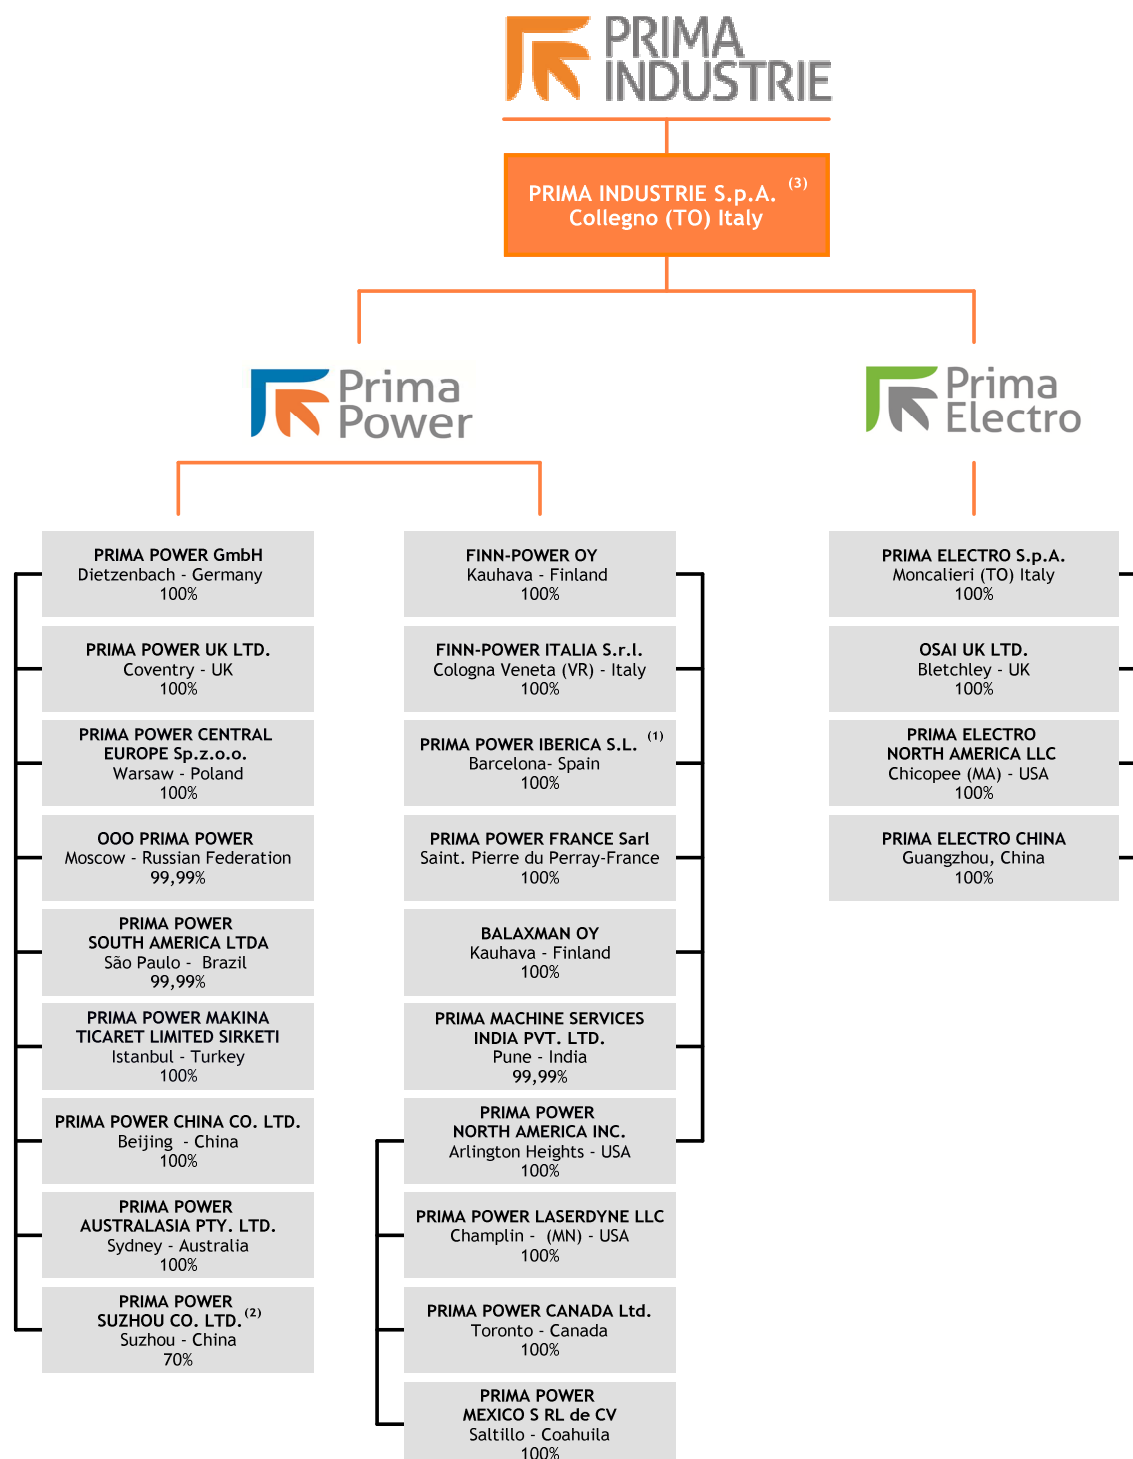 PRIMA
INDUSTRIE
PRIMA INDUSTRIE S.p.A. (3)
Collegno (TO) Italy
Prima
Power
Prima
Electro
PRIMA POWER GmbH
Dietzenbach - Germany
100%
PRIMA POWER UK LTD.
Coventry - UK
100%
PRIMA POWER CENTRAL
EUROPE Sp.z.o.o.
Warsaw - Poland
100%
OOO PRIMA POWER
Moscow - Russian Federation
99,99%
PRIMA POWER
SOUTH AMERICA LTDA
São Paulo - Brazil
99,99%
PRIMA POWER MAKINA
TICARET LIMITED SIRKETI
Istanbul - Turkey
100%
PRIMA POWER CHINA CO. LTD.
Beijing - China
100%
PRIMA POWER
AUSTRALASIA PTY. LTD.
Sydney - Australia
100%
PRIMA POWER
SUZHOU CO. LTD. (2)
Suzhou - China
70%
FINN-POWER OY
Kauhava - Finland
100%
FINN-POWER ITALIA S.r.l.
Cologna Veneta (VR) - Italy
100%
PRIMA POWER IBERICA S.L. (1)
Barcelona- Spain
100%
PRIMA POWER FRANCE Sarl
Saint. Pierre du Perray-France
100%
BALAXMAN OY
Kauhava - Finland
100%
PRIMA MACHINE SERVICES
INDIA PVT. LTD.
Pune - India
99,99%
PRIMA POWER
NORTH AMERICA INC.
Arlington Heights - USA
100%
PRIMA POWER LASERDYNE LLC
Champlin - (MN) - USA
100%
PRIMA POWER CANADA Ltd.
Toronto - Canada
100%
PRIMA POWER
MEXICO S RL de CV
Saltillo - Coahuila
100%
PRIMA ELECTRO S.p.A.
Moncalieri (TO) Italy
100%
OSAI UK LTD.
Bletchley - UK
100%
PRIMA ELECTRO
NORTH AMERICA LLC
Chicopee (MA) - USA
100%
PRIMA ELECTRO CHINA
Guangzhou, China
100%